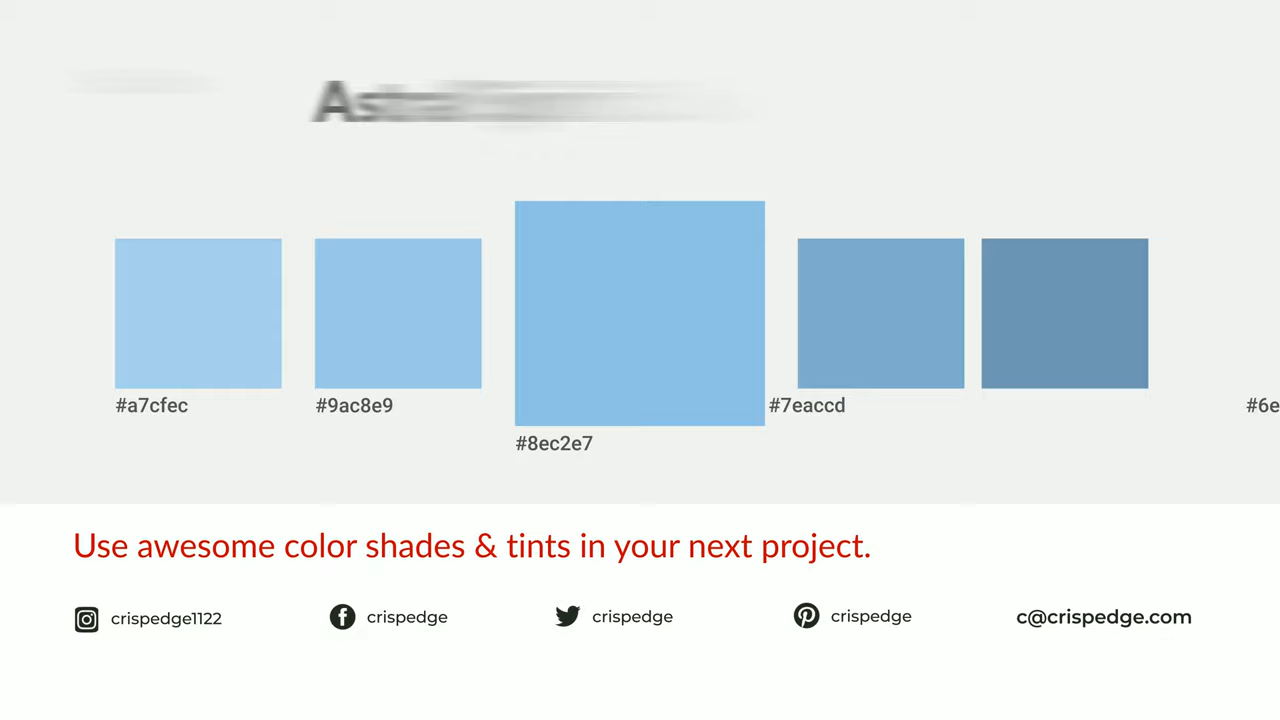 #a7cfec
#9ac8e9
#8ec2e7
#7eaccd
Use awesome color shades & tints in your next project.
crispedge1122
crispedge
crispedge
crispedge
c@crispedge.com